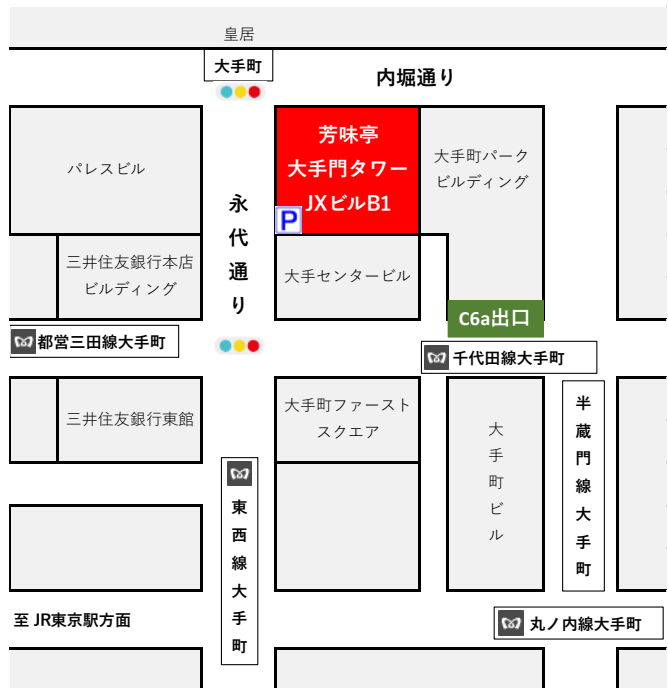 皇居
大手町
内堀通り
パレスビル
芳味亭
大手門タワー
JXビルB1
P
大手町パーク
ビルディング
永代通り
三井住友銀行本店
ビルディング
大手センタービル
C6a出口
都営三田線大手町
千代田線大手町
三井住友銀行東館
大手町ファースト
スクエア
大手町ビル
半蔵門線大手町
東西線大手町
至 JR東京駅方面
丸ノ内線大手町